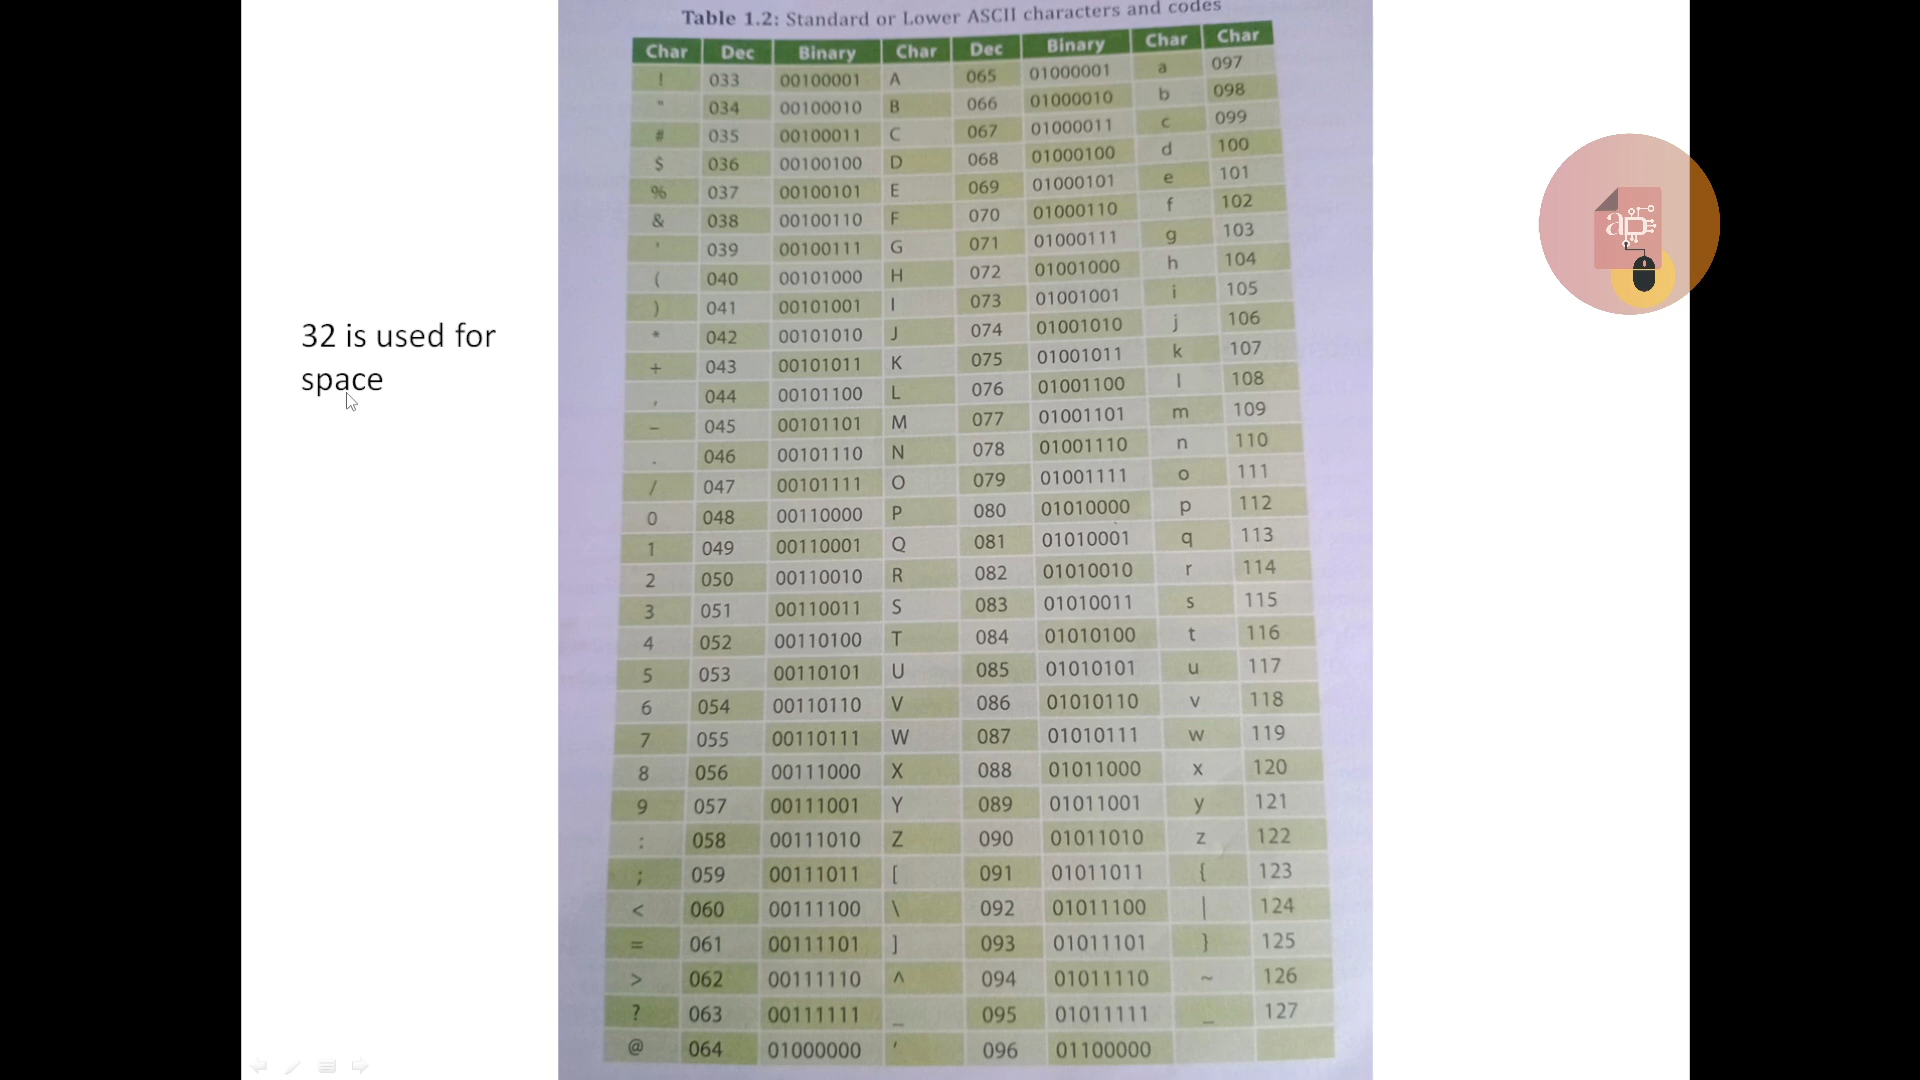 Table 1.2: Standard or Lower ASCII characters and codes
Char Dec Binary Char Dec Binary Char Char
! 033 00100001 A 065 01000001 a 097
" 034 00100010 B 066 01000010 b 098
# 035 00100011 C 067 01000011 c 099
$ 036 00100100 D 068 01000100 d 100
% 037 00100101 E 069 01000101 e 101
& 038 00100110 F 070 01000110 f 102
' 039 00100111 G 071 01000111 g 103
( 040 00101000 H 072 01001000 h 104
) 041 00101001 I 073 01001001 i 105
* 042 00101010 J 074 01001010 j 106
+ 043 00101011 K 075 01001011 k 107
, 044 00101100 L 076 01001100 l 108
– 045 00101101 M 077 01001101 m 109
. 046 00101110 N 078 01001110 n 110
/ 047 00101111 O 079 01001111 o 111
0 048 00110000 P 080 01010000 p 112
1 049 00110001 Q 081 01010001 q 113
2 050 00110010 R 082 01010010 r 114
3 051 00110011 S 083 01010011 s 115
4 052 00110100 T 084 01010100 t 116
5 053 00110101 U 085 01010101 u 117
6 054 00110110 V 086 01010110 v 118
7 055 00110111 W 087 01010111 w 119
8 056 00111000 X 088 01011000 x 120
9 057 00111001 Y 089 01011001 y 121
: 058 00111010 Z 090 01011010 z 122
; 059 00111011 [ 091 01011011 { 123
< 060 00111100 \ 092 01011100 | 124
= 061 00111101 ] 093 01011101 } 125
> 062 00111110 ^ 094 01011110 ~ 126
? 063 00111111 _ 095 01011111 _ 127
@ 064 01000000 ' 096 01100000
32 is used for
space